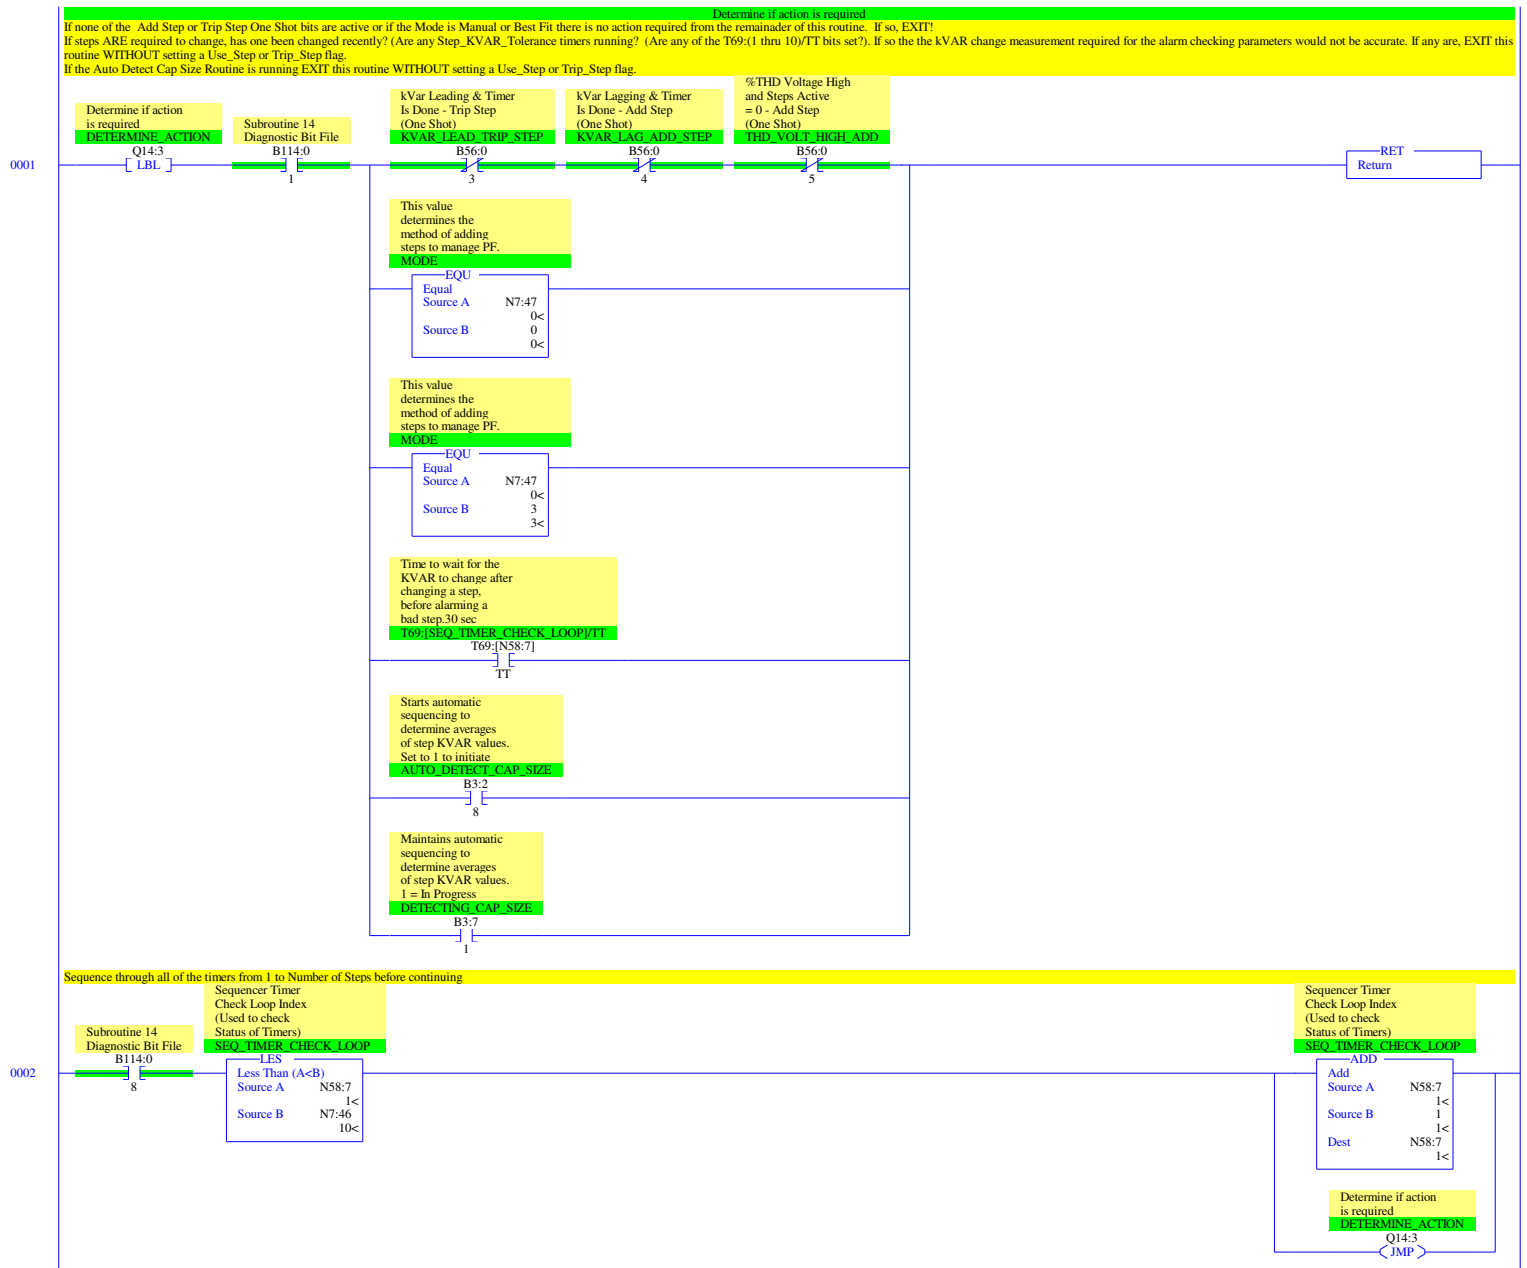 Determine if action is required
If none of the  Add Step or Trip Step One Shot bits are active or if the Mode is Manual or Best Fit there is no action required from the remainader of this routine.  If so, EXIT!
If steps ARE required to change, has one been changed recently? (Are any Step_KVAR_Tolerance timers running?  (Are any of the T69:(1 thru 10)/TT bits set?). If so the the kVAR change measurement required for the alarm checking parameters would not be accurate. If any are, EXIT this
routine WITHOUT setting a Use_Step or Trip_Step flag.
If the Auto Detect Cap Size Routine is running EXIT this routine WITHOUT setting a Use_Step or Trip_Step flag.
0001
Determine if action
is required
DETERMINE_ACTION
Q14:3
LBL
Subroutine 14
Diagnostic Bit File
B114:0
1
kVar Leading & Timer
Is Done - Trip Step
(One Shot)
KVAR_LEAD_TRIP_STEP
B56:0
3
kVar Lagging & Timer
Is Done - Add Step
(One Shot)
KVAR_LAG_ADD_STEP
B56:0
4
%THD Voltage High
and Steps Active
= 0 - Add Step
(One Shot)
THD_VOLT_HIGH_ADD
B56:0
5
RET
Return
This value
determines the
method of adding
steps to manage PF.
MODE
EQU
Equal
Source A N7:47
0<
Source B 0
0<
This value
determines the
method of adding
steps to manage PF.
MODE
EQU
Equal
Source A N7:47
0<
Source B 3
3<
Time to wait for the
KVAR to change after
changing a step,
before alarming a
bad step.30 sec
T69:[SEQ_TIMER_CHECK_LOOP]/TT
T69:[N58:7]
TT
Starts automatic
sequencing to
determine averages
of step KVAR values.
Set to 1 to initiate
AUTO_DETECT_CAP_SIZE
B3:2
8
Maintains automatic
sequencing to
determine averages
of step KVAR values.
1 = In Progress
DETECTING_CAP_SIZE
B3:7
1
Sequence through all of the timers from 1 to Number of Steps before continuing
0002
Subroutine 14
Diagnostic Bit File
B114:0
8
Sequencer Timer
Check Loop Index
(Used to check
Status of Timers)
SEQ_TIMER_CHECK_LOOP
LES
Less Than (A<B)
Source A N58:7
1<
Source B N7:46
10<
Sequencer Timer
Check Loop Index
(Used to check
Status of Timers)
SEQ_TIMER_CHECK_LOOP
ADD
Add
Source A N58:7
1<
Source B 1
1<
Dest N58:7
1<
Determine if action
is required
DETERMINE_ACTION
Q14:3
JMP